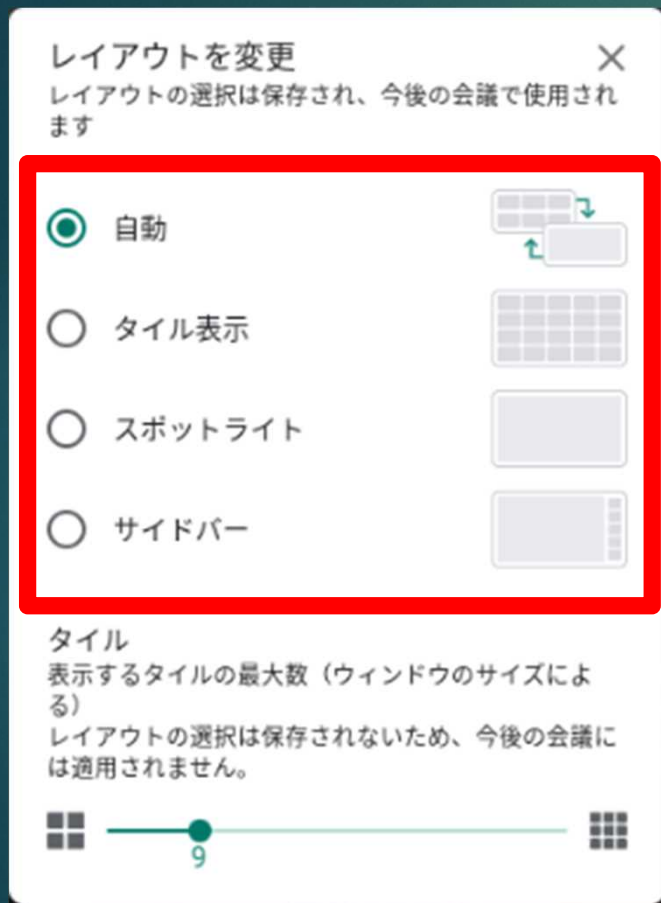 レイアウトを変更
レイアウトの選択は保存され、今後の会議で使用され
ます
自動
タイル表示
スポットライト
サイドバー
タイル
表示するタイルの最大数（ウィンドウのサイズによ
る）
レイアウトの選択は保存されないため、今後の会議に
は適用されません。
9